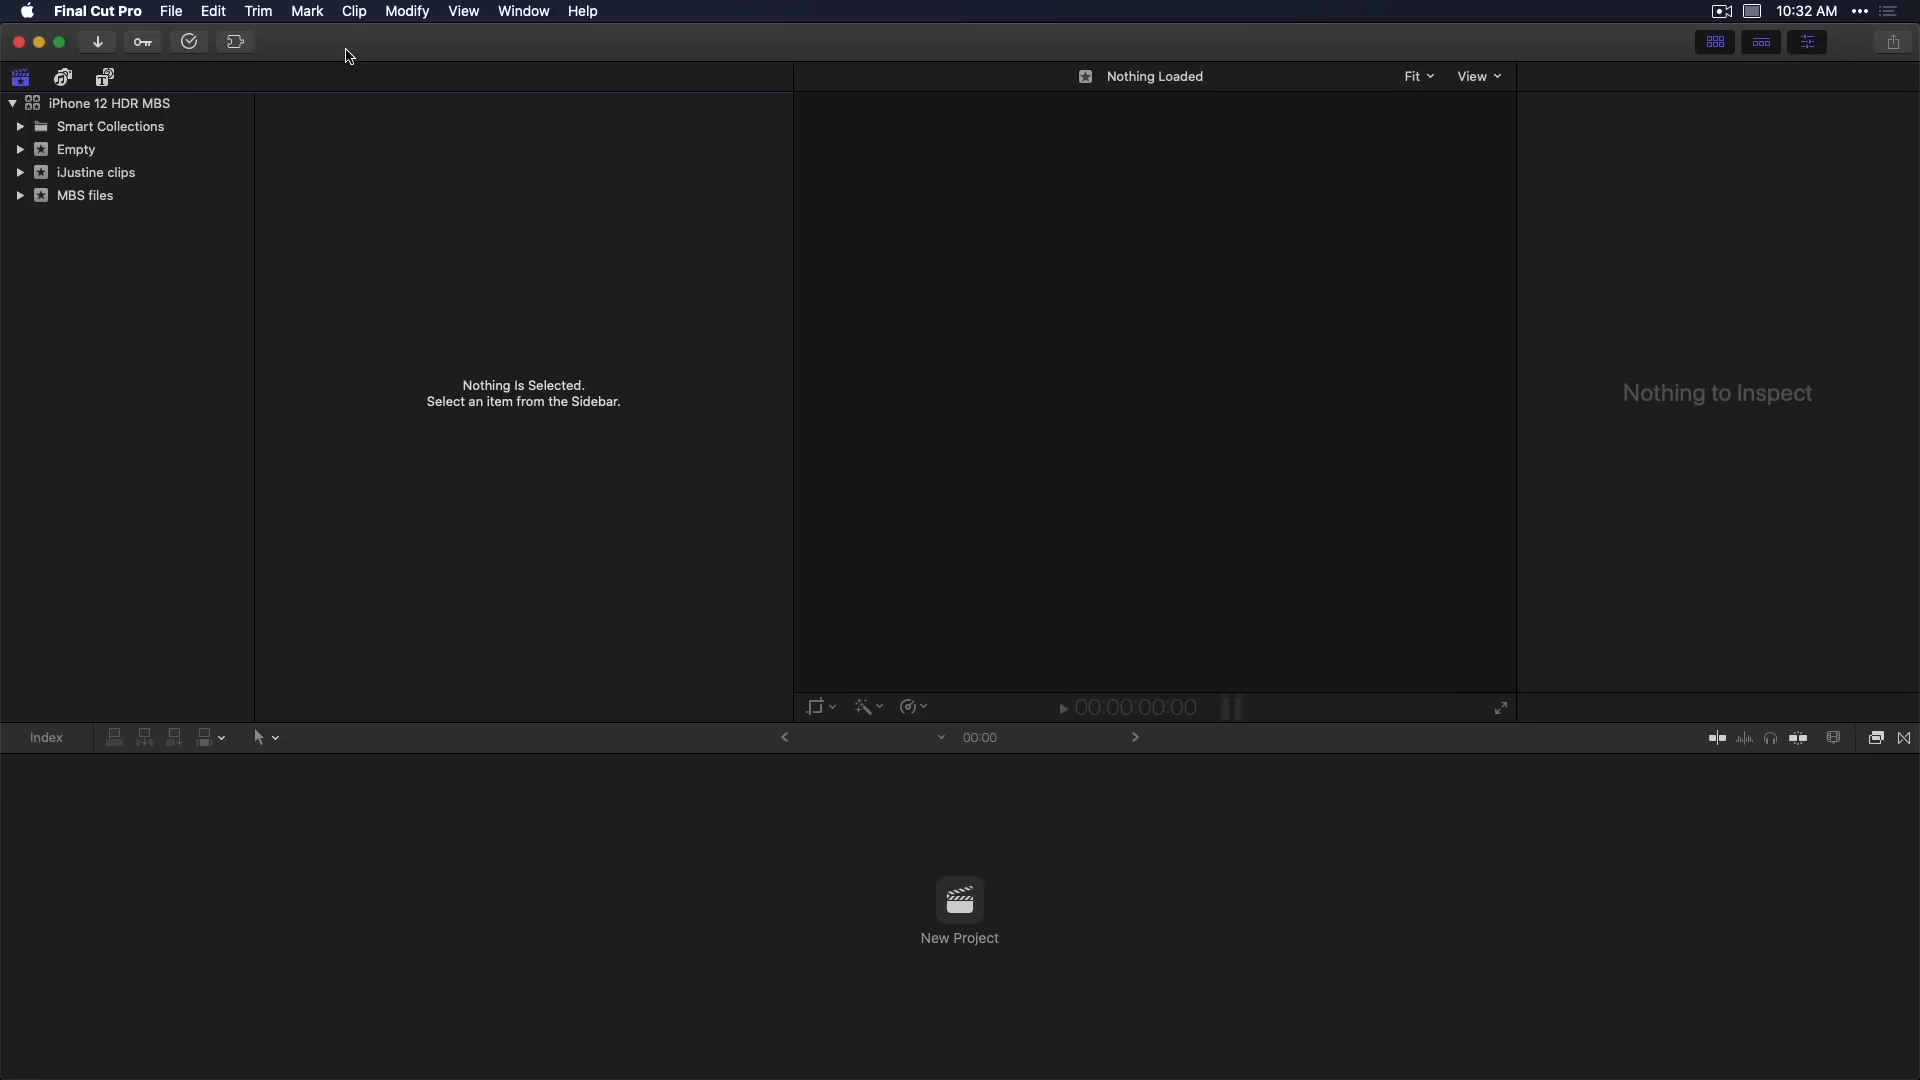 Final Cut Pro File Edit Trim Mark Clip Modify View Window Help 10:32 AM
Nothing Loaded Fit View
iPhone 12 HDR MBS
Smart Collections
Empty
iJustine clips
MBS files
Nothing Is Selected.
Select an item from the Sidebar.
Nothing to Inspect
00:00:00:00
Index 00:00
New Project